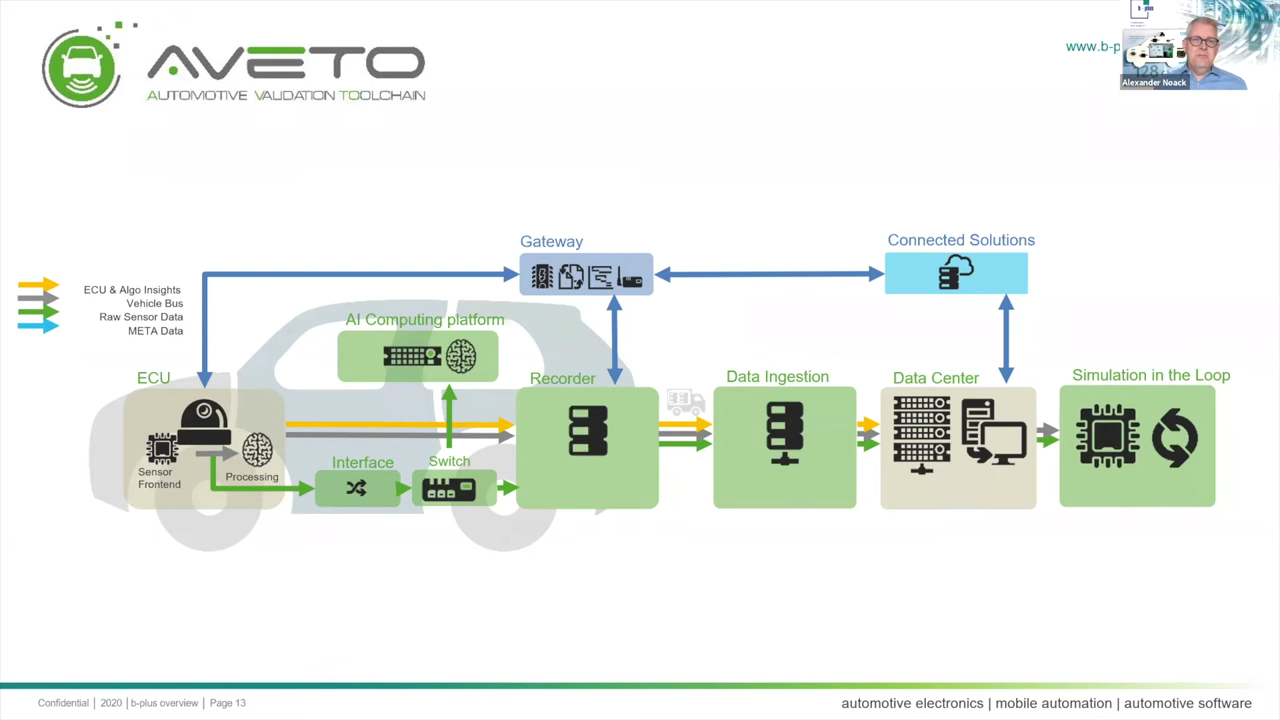 AVETO
AUTOMOTIVE VALIDATION TOOLCHAIN
www.b-p
128
Alexander Noack
Gateway
Connected Solutions
ECU & Algo Insights
Vehicle Bus
Raw Sensor Data
META Data
AI Computing platform
ECU
Recorder
Data Ingestion
Data Center
Simulation in the Loop
Sensor
Frontend
Processing
Interface
Switch
Confidential | 2020 | b-plus overview | Page 13
automotive electronics | mobile automation | automotive software